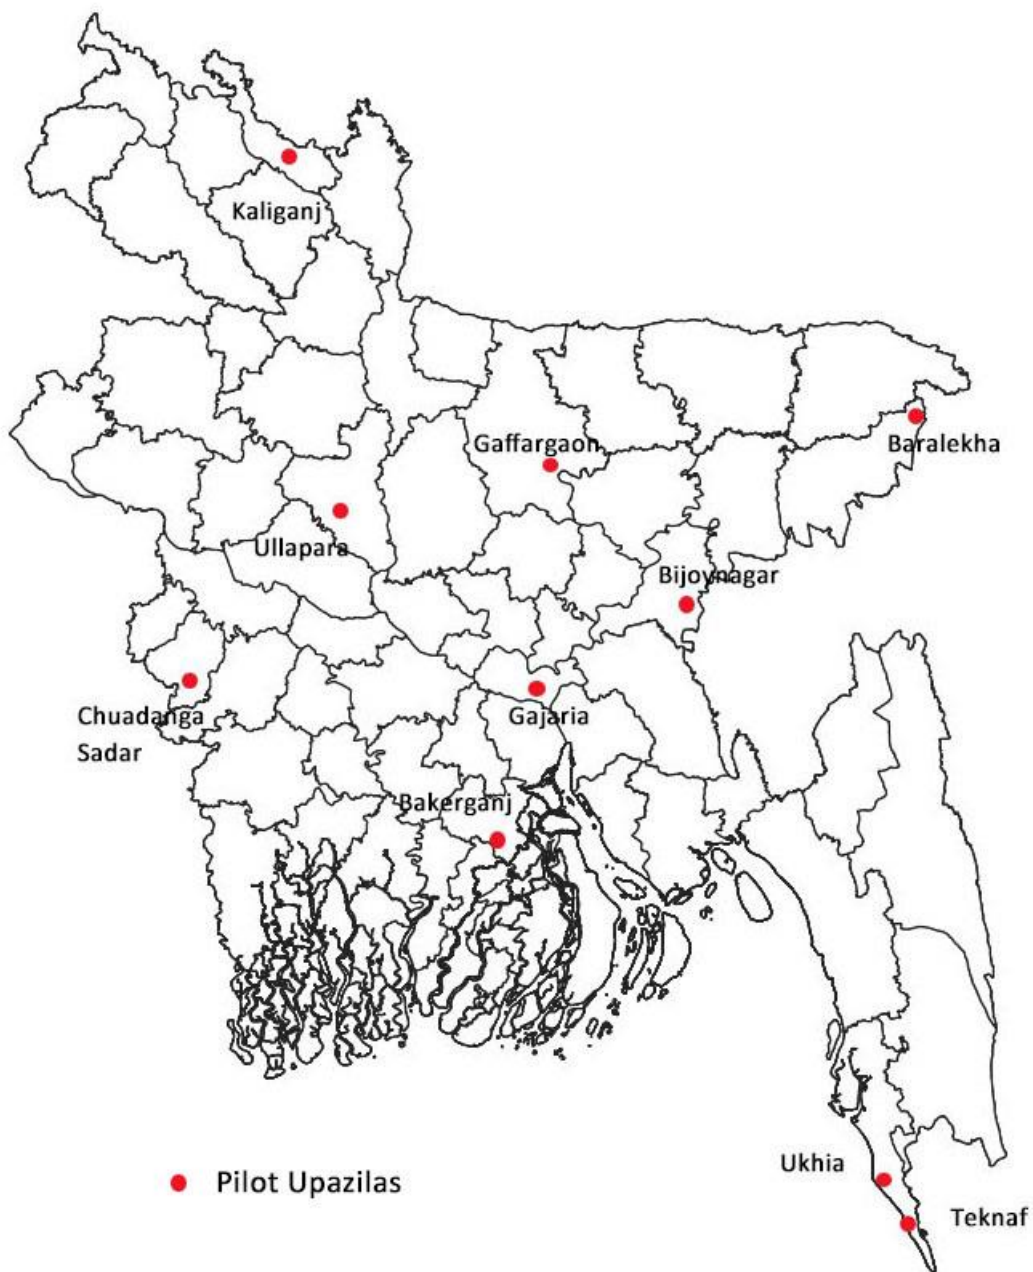 Kaliganj
Gaffargaon
Baralekha
Ullapara
Bijoynagar
Chuadanga
Sadar
Gajaria
Bakerganj
Ukhia
Teknaf
Pilot Upazilas